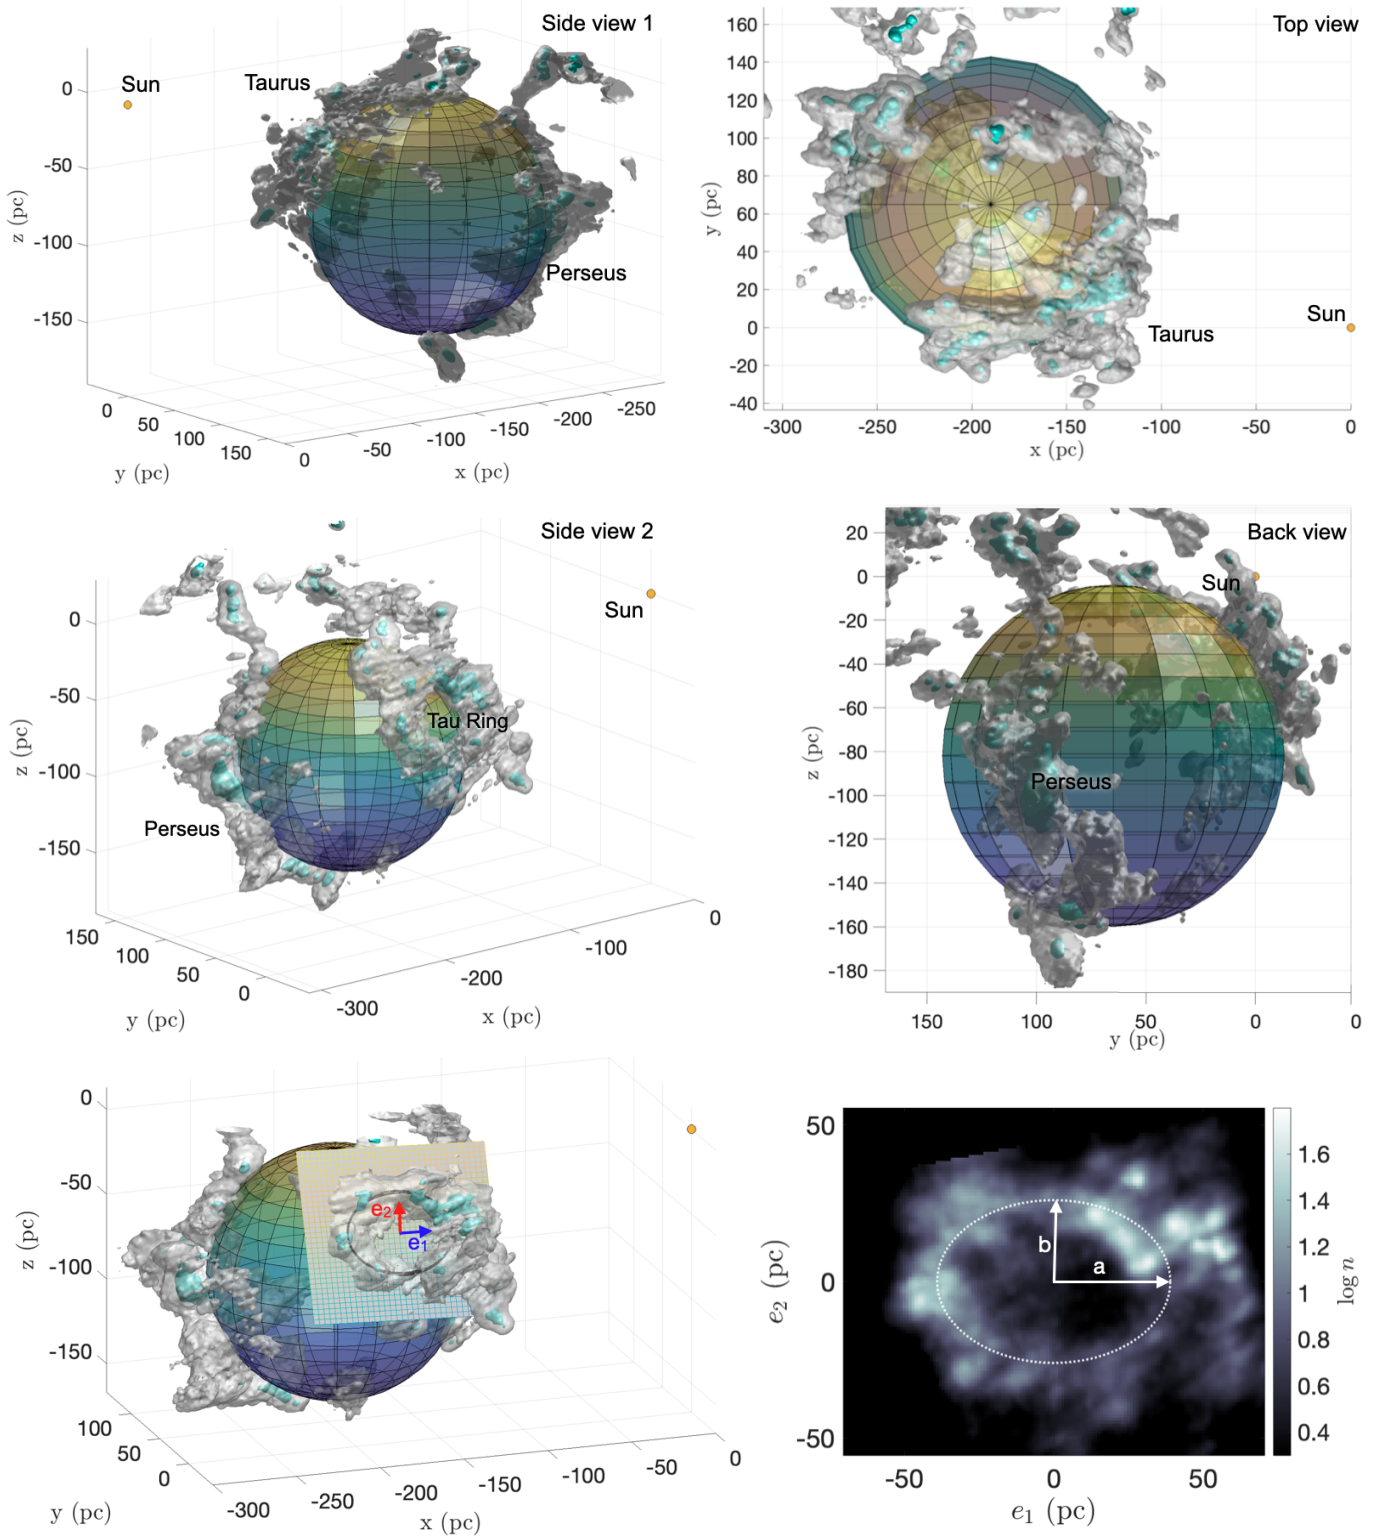 Side view 1
Sun
Taurus
Perseus
0
-50
-100
-150
z (pc)
0
50
100
150
y (pc)
0
-50
-100
-150
-200
-250
x (pc)
Top view
160
140
120
100
80
60
40
20
0
-20
-40
y (pc)
Sun
Taurus
-300
-250
-200
-150
-100
-50
0
x (pc)
Side view 2
Sun
Tau Ring
Perseus
0
-50
-100
-150
z (pc)
150
100
50
0
y (pc)
-300
-200
-100
0
x (pc)
Back view
Sun
Perseus
20
0
-20
-40
-60
-80
-100
-120
-140
-160
-180
z (pc)
150
100
50
0
0
y (pc)
0
-50
-100
-150
z (pc)
e2
e1
100
50
0
y (pc)
-300
-250
-200
-150
-100
-50
0
x (pc)
50
0
-50
e2 (pc)
b
a
-50
0
50
e1 (pc)
1.6
1.4
1.2
1
0.8
0.6
0.4
log n